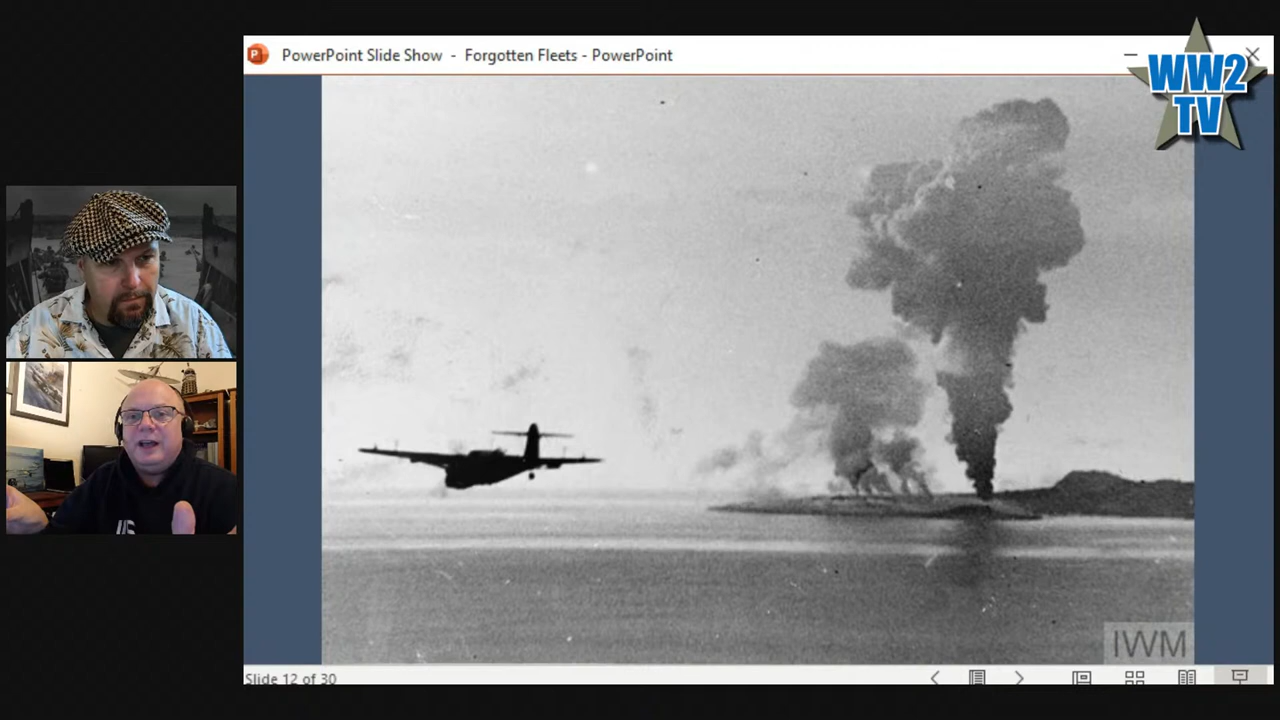 PowerPoint Slide Show - Forgotten Fleets - PowerPoint
WW2
TV
IWM
Slide 12 of 30